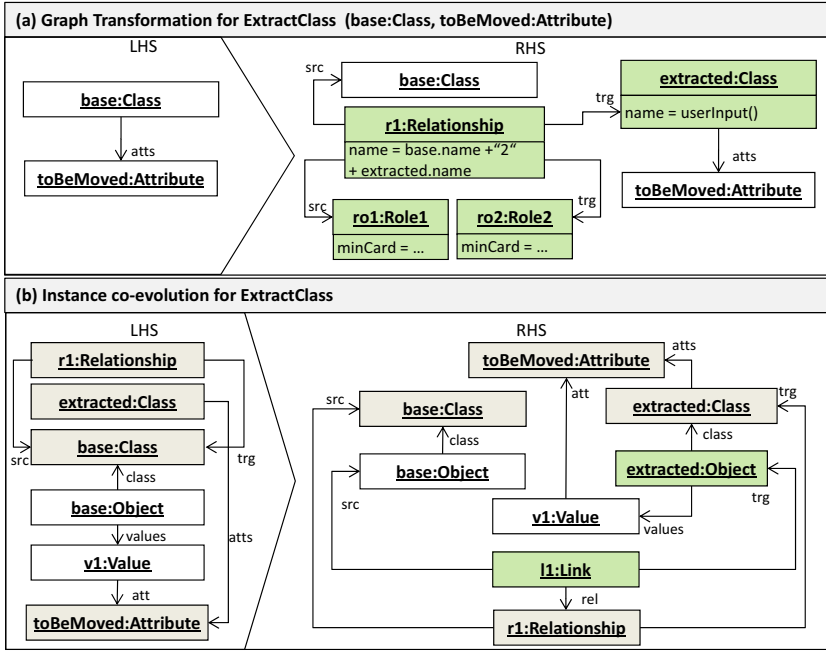 (a) Graph Transformation for ExtractClass (base:Class, toBeMoved:Attribute)
LHS
RHS
base:Class
atts
toBeMoved:Attribute
src
base:Class
extracted:Class
name = userInput()
trg
r1:Relationship
name = base.name +“2“
+ extracted.name
atts
toBeMoved:Attribute
src
trg
ro1:Role1
minCard = ...
ro2:Role2
minCard = ...
(b) Instance co-evolution for ExtractClass
LHS
RHS
r1:Relationship
extracted:Class
base:Class
src
trg
class
base:Object
values
atts
v1:Value
att
toBeMoved:Attribute
toBeMoved:Attribute
atts
src
att
trg
base:Class
extracted:Class
class
class
base:Object
extracted:Object
src
trg
v1:Value
values
l1:Link
rel
r1:Relationship